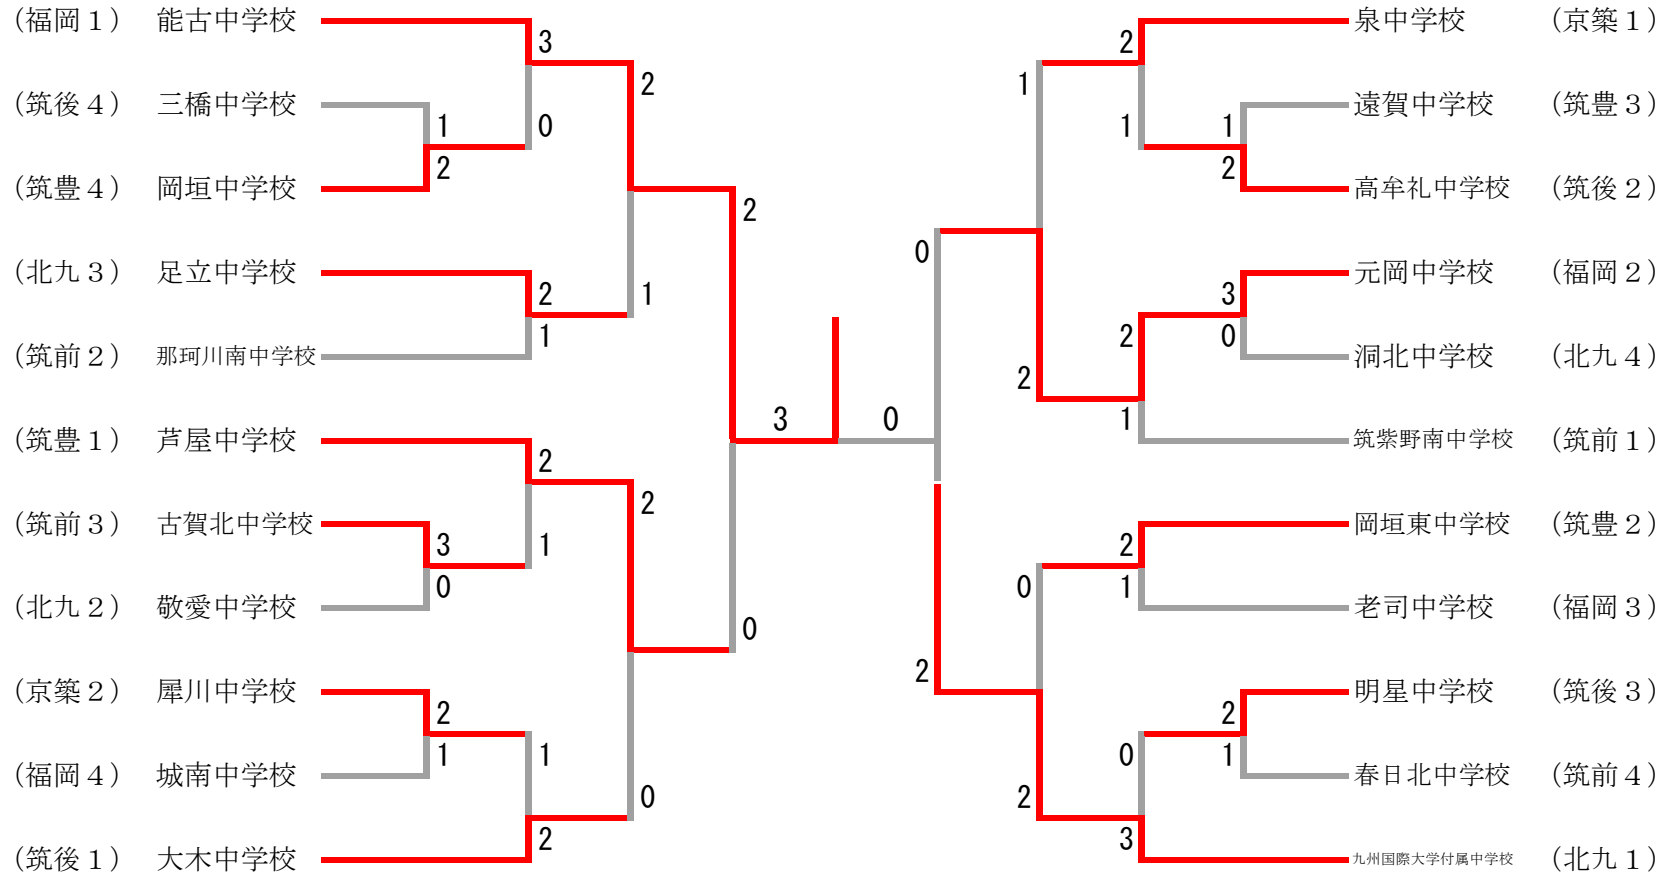 （福岡１） 能古中学校
（筑後４） 三橋中学校
（筑豊４） 岡垣中学校
（北九３） 足立中学校
（筑前２） 那珂川南中学校
（筑豊１） 芦屋中学校
（筑前３） 古賀北中学校
（北九２） 敬愛中学校
（京築２） 犀川中学校
（福岡４） 城南中学校
（筑後１） 大木中学校
3
0
1
2
2
1
2
1
2
1
3
0
2
1
1
2
2
0
2
0
3
0
0
2
1
2
0
2
2
1
1
2
2
1
3
0
2
1
0
3
2
1
泉中学校 （京築１）
遠賀中学校 （筑豊３）
高牟礼中学校 （筑後２）
元岡中学校 （福岡２）
洞北中学校 （北九４）
筑紫野南中学校 （筑前１）
岡垣東中学校 （筑豊２）
老司中学校 （福岡３）
明星中学校 （筑後３）
春日北中学校 （筑前４）
九州国際大学付属中学校 （北九１）